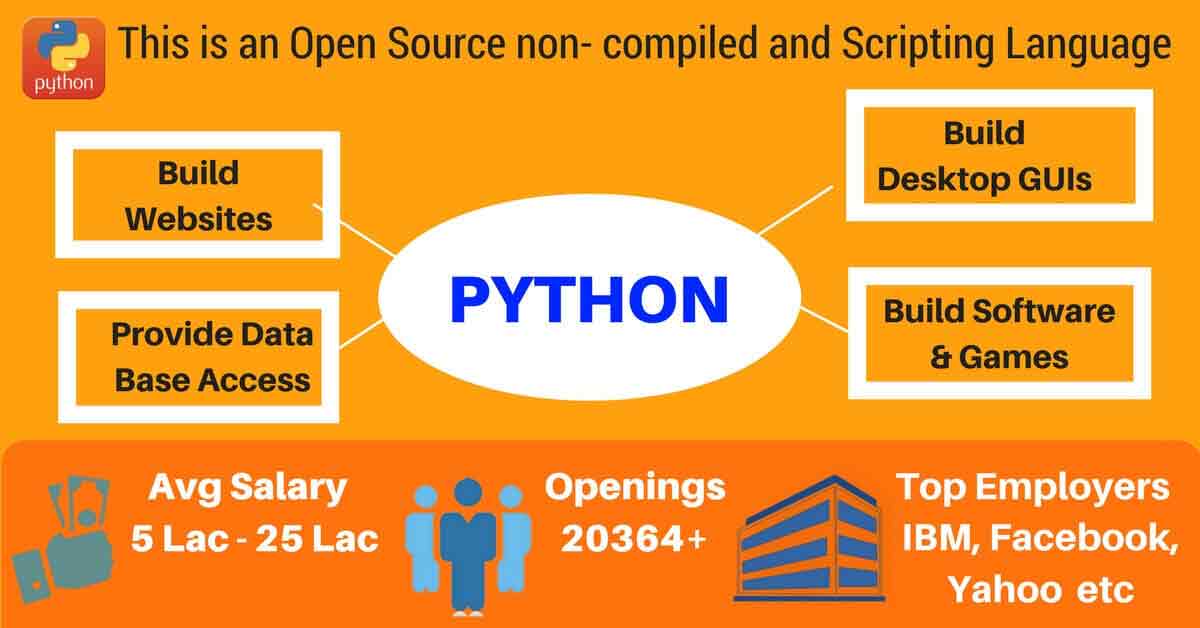 python
This is an Open Source non- compiled and Scripting Language
Build
Websites
Build
Desktop GUIs
PYTHON
Provide Data
Base Access
Build Software
& Games
Avg Salary
5 Lac - 25 Lac
Openings
20364+
Top Employers
IBM, Facebook,
Yahoo etc